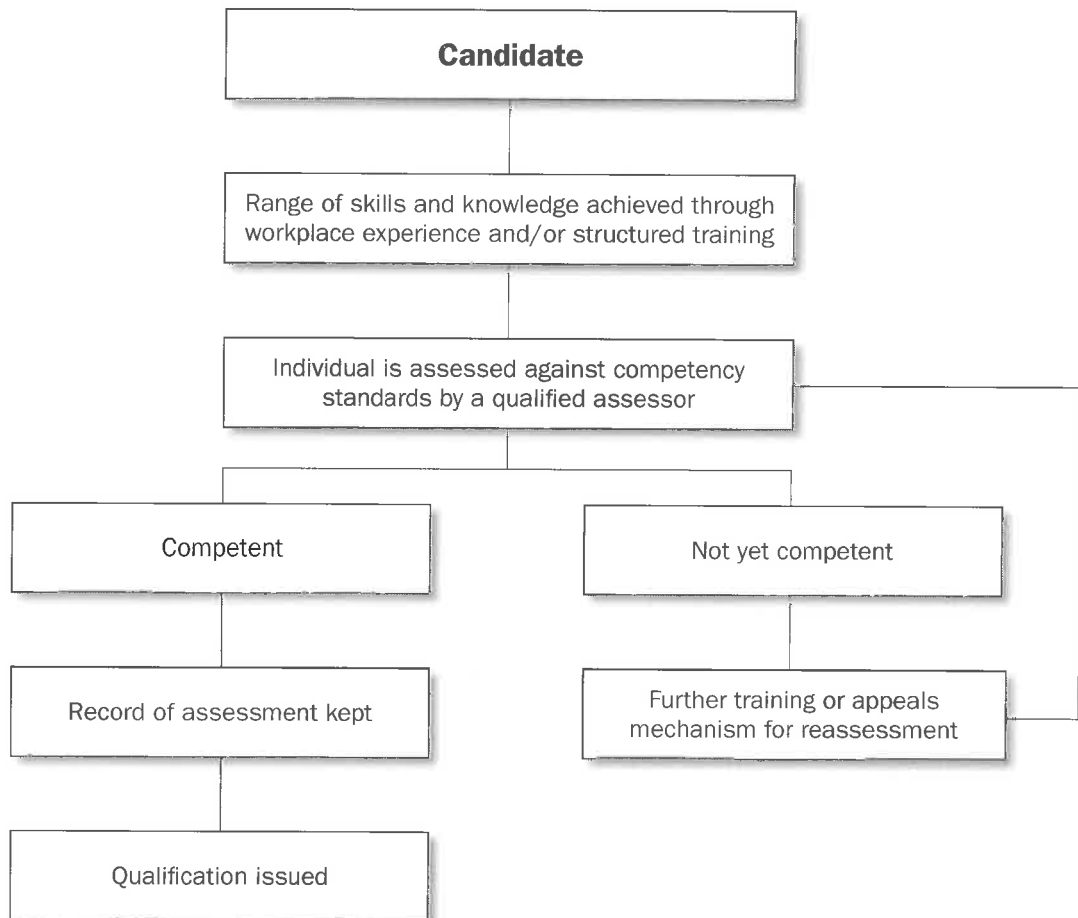 Candidate
Range of skills and knowledge achieved through
workplace experience and/or structured training
Individual is assessed against competency
standards by a qualified assessor
Competent
Not yet competent
Record of assessment kept
Further training or appeals
mechanism for reassessment
Qualification issued